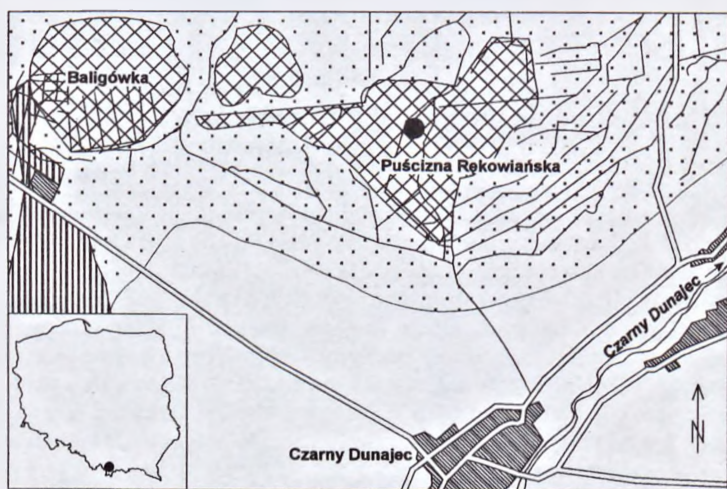 Baligówka
Puścizna Rękowiańska
Czarny Dunajec
Czarny Dunajec
N